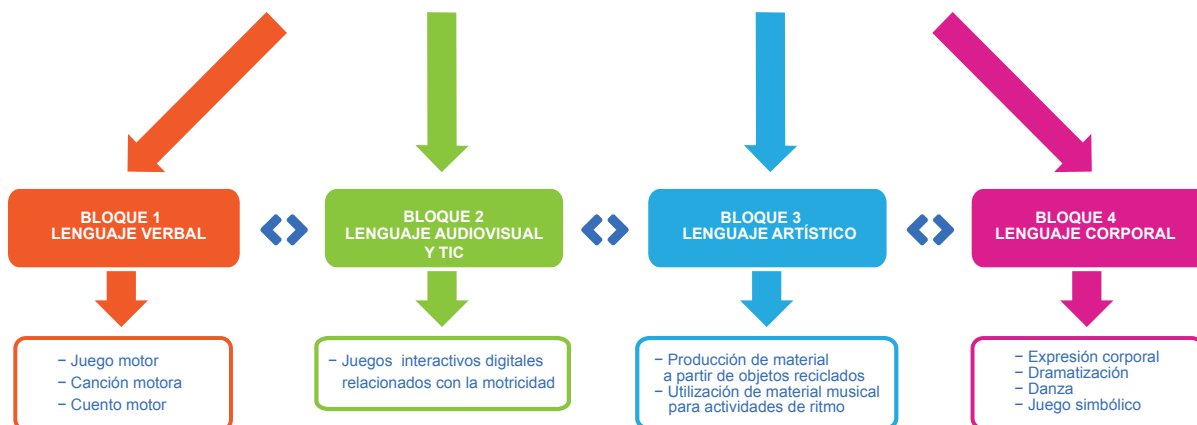 BLOQUE 1
LENGUAJE VERBAL
BLOQUE 2
LENGUAJE AUDIOVISUAL
Y TIC
BLOQUE 3
LENGUAJE ARTÍSTICO
BLOQUE 4
LENGUAJE CORPORAL
− Juego motor
− Canción motora
− Cuento motor
− Juegos interactivos digitales
relacionados con la motricidad
− Producción de material
a partir de objetos reciclados
− Utilización de material musical
para actividades de ritmo
− Expresión corporal
− Dramatización
− Danza
− Juego simbólico